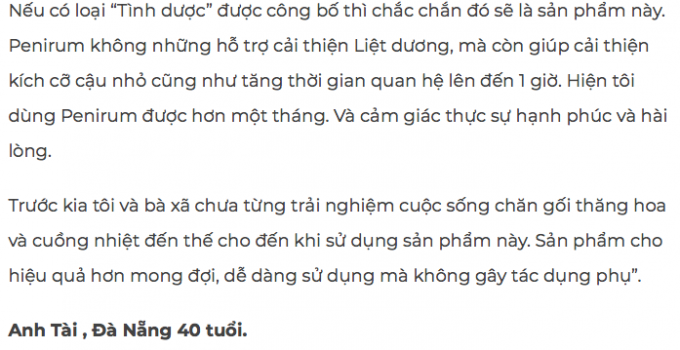 Nếu có loại “Tình dược” được công bố thì chắc chắn đó sẽ là sản phẩm này.
Penirum không những hỗ trợ cải thiện Liệt dương, mà còn giúp cải thiện
kích cỡ cậu nhỏ cũng như tăng thời gian quan hệ lên đến 1 giờ. Hiện tôi
dùng Penirum được hơn một tháng. Và cảm giác thực sự hạnh phúc và hài
lòng.
Trước kia tôi và bà xã chưa từng trải nghiệm cuộc sống chăn gối thăng hoa
và cuồng nhiệt đến thế cho đến khi sử dụng sản phẩm này. Sản phẩm cho
hiệu quả hơn mong đợi, dễ dàng sử dụng mà không gây tác dụng phụ”.
Anh Tài , Đà Nẵng 40 tuổi.